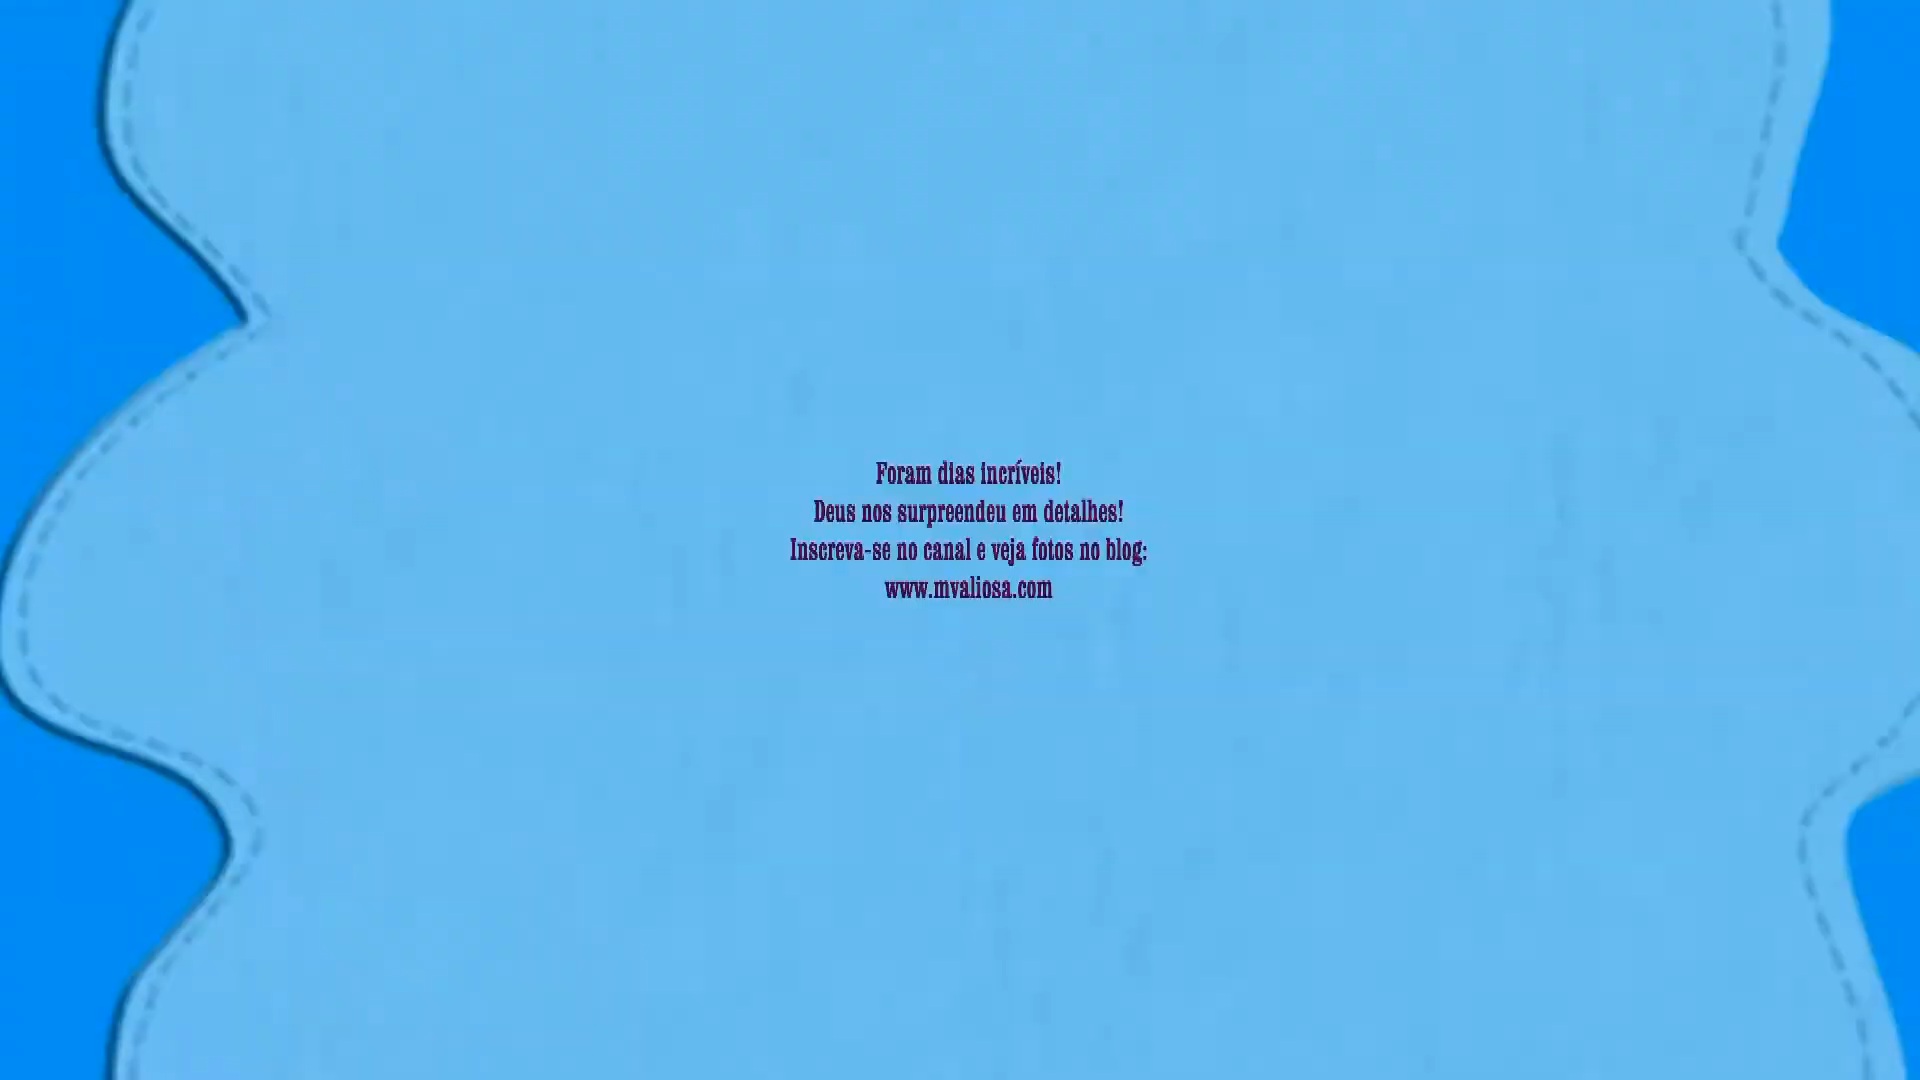 Foram dias incríveis!
Deus nos surpreendeu em detalhes!
Inscreva-se no canal e veja fotos no blog:
www.mvaliosa.com